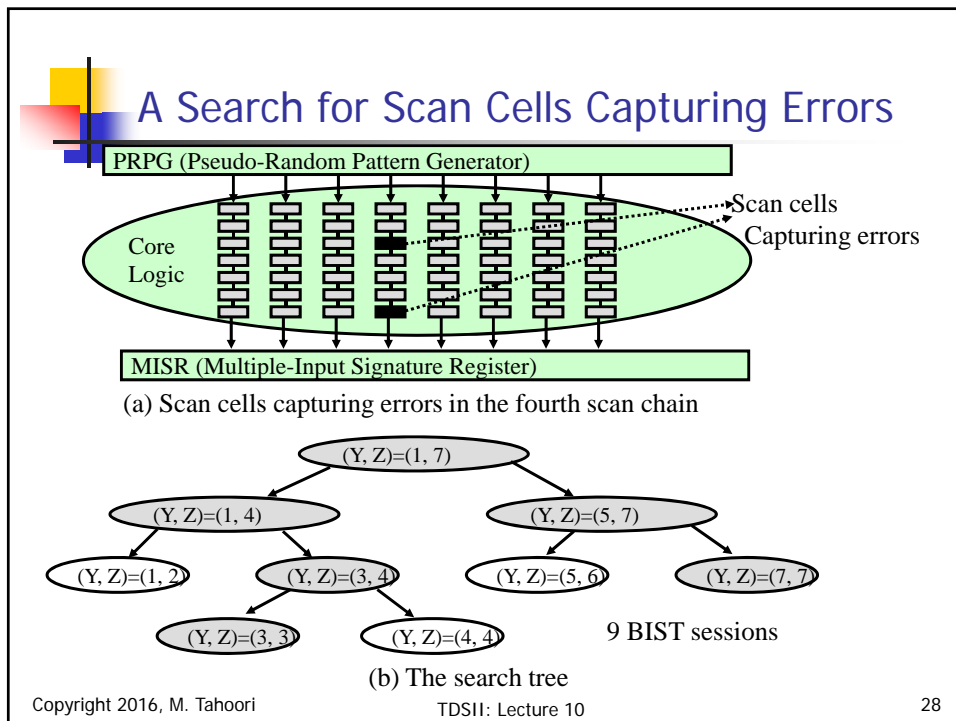 A Search for Scan Cells Capturing Errors
PRPG (Pseudo-Random Pattern Generator)
Scan cells
Capturing errors
Core
Logic
MISR (Multiple-Input Signature Register)
(a) Scan cells capturing errors in the fourth scan chain
(Y, Z)=(1, 7)
(Y, Z)=(1, 4)
(Y, Z)=(5, 7)
(Y, Z)=(1, 2)
(Y, Z)=(3, 4)
(Y, Z)=(5, 6)
(Y, Z)=(7, 7)
(Y, Z)=(3, 3)
(Y, Z)=(4, 4)
9 BIST sessions
(b) The search tree
Copyright 2016, M. Tahoori
TDSII: Lecture 10
28